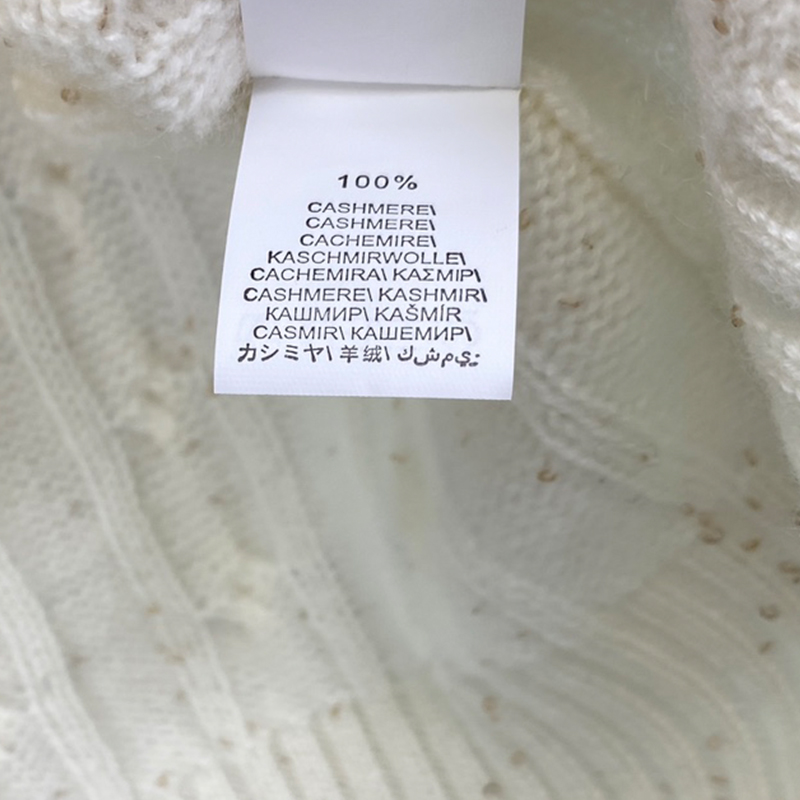 100%
CASHMERE\
CASHMERE\
CACHEMIRE\
KASCHMIRWOLLE\
CACHEMIRA\ ΚΑΣΜΙΡ\
CASHMERE\ KASHMIR\
КАШМИР\ KAŠMÍR
CASMIR\ КАШЕМИР\
カシミヤ\ 羊绒\